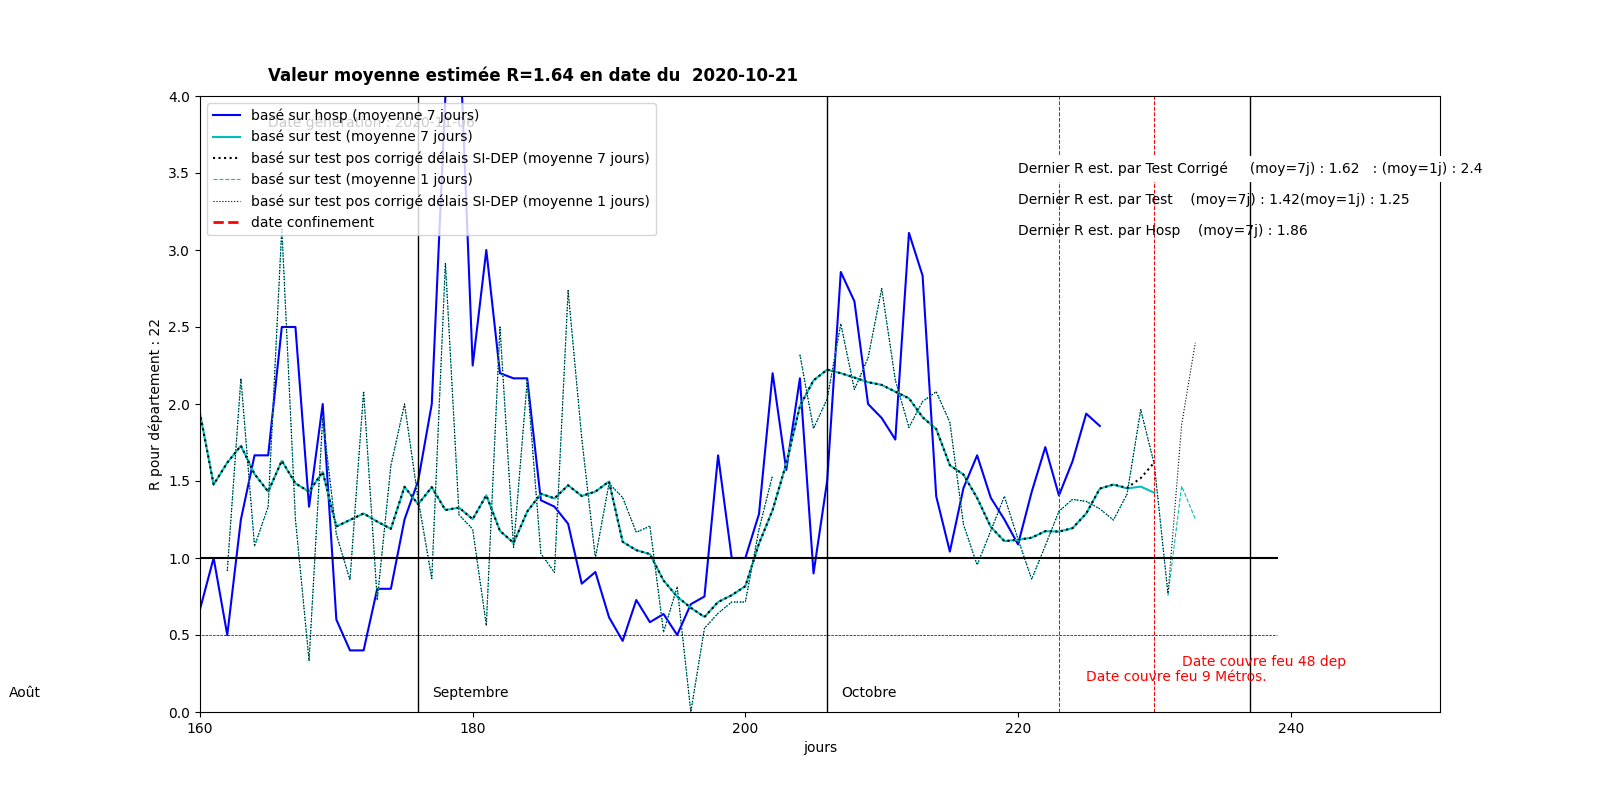 Valeur moyenne estimée R=1.64 en date du  2020-10-21
Date génération : 2020-11-06
basé sur hosp (moyenne 7 jours)
basé sur test (moyenne 7 jours)
basé sur test pos corrigé délais SI-DEP (moyenne 7 jours)
basé sur test (moyenne 1 jours)
basé sur test pos corrigé délais SI-DEP (moyenne 1 jours)
date confinement
Dernier R est. par Test Corrigé     (moy=7j) : 1.62   : (moy=1j) : 2.4
Dernier R est. par Test    (moy=7j) : 1.42(moy=1j) : 1.25
Dernier R est. par Hosp    (moy=7j) : 1.86
R pour département : 22
4.0
3.5
3.0
2.5
2.0
1.5
1.0
0.5
0.0
Date couvre feu 48 dep
Date couvre feu 9 Métros.
Août
Septembre
Octobre
160
180
200
220
240
jours